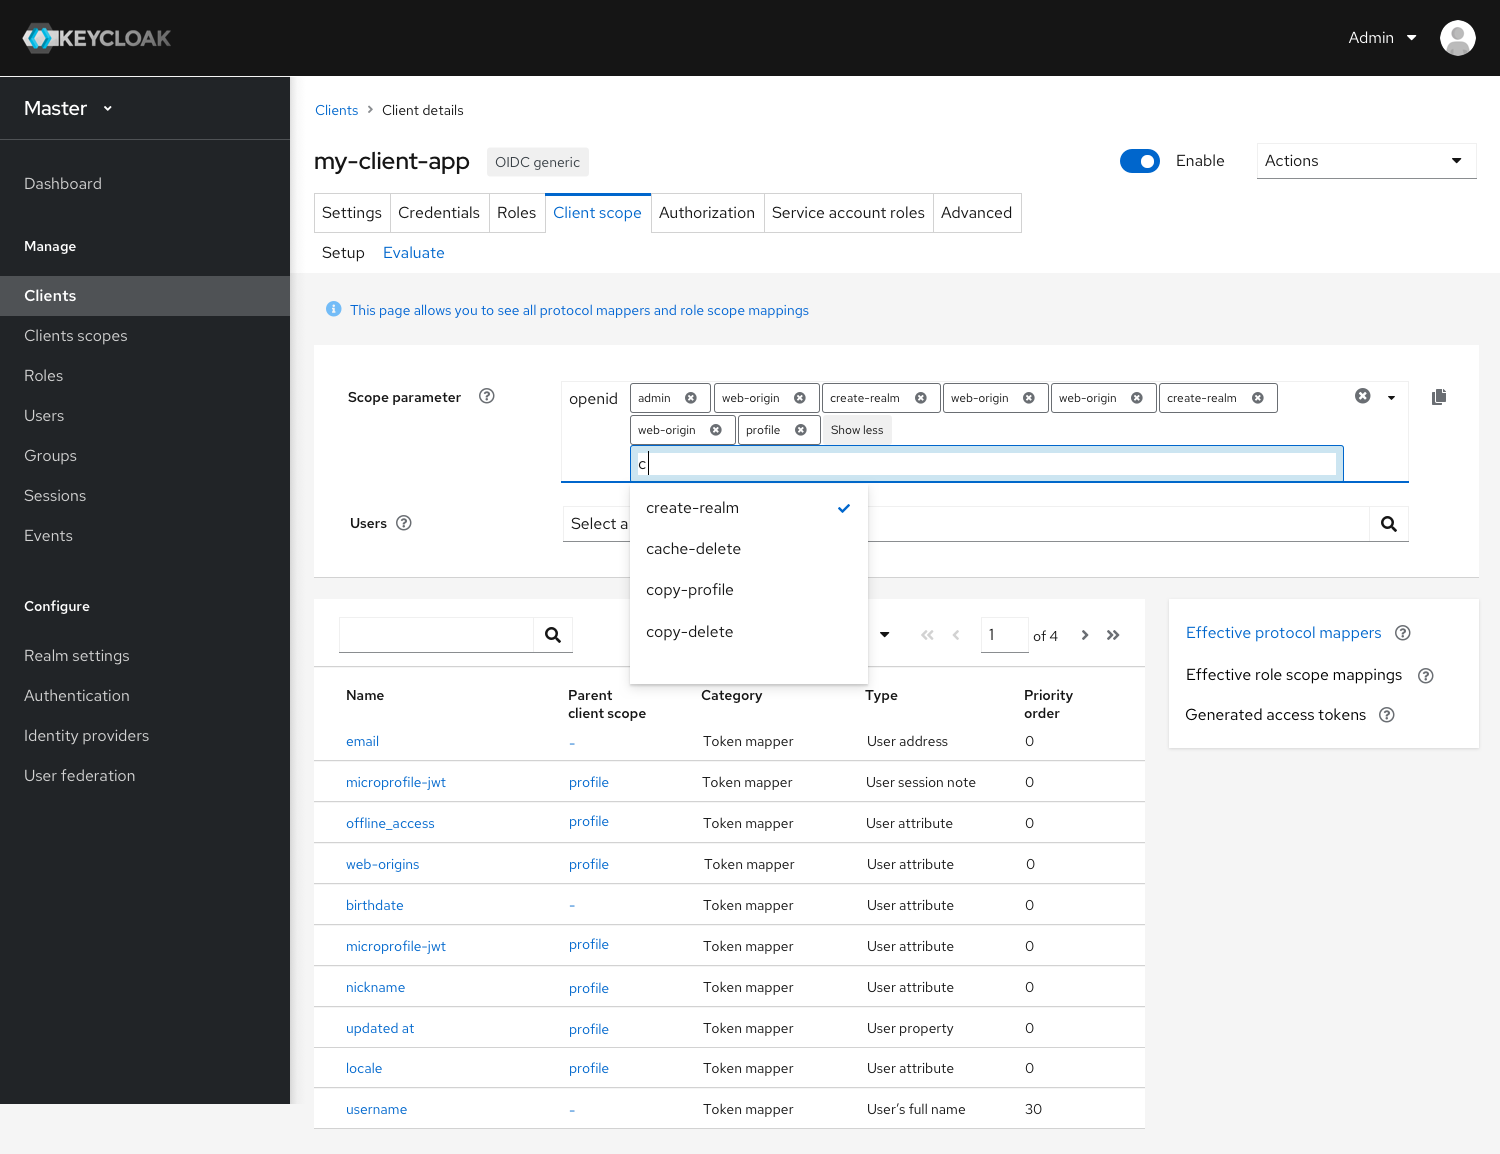 KEYCLOAK
Admin
Master
Dashboard
Manage
Clients
Clients scopes
Roles
Users
Groups
Sessions
Events
Configure
Realm settings
Authentication
Identity providers
User federation
Clients > Client details
my-client-app OIDC generic
Enable Actions
Settings Credentials Roles Client scope Authorization Service account roles Advanced
Setup Evaluate
This page allows you to see all protocol mappers and role scope mappings
Scope parameter
openid admin web-origin create-realm web-origin web-origin create-realm
web-origin profile Show less
c
create-realm
cache-delete
copy-profile
copy-delete
Users Select a
1 of 4
Name Parent client scope Category Type Priority order
email - Token mapper User address 0
microprofile-jwt profile Token mapper User session note 0
offline_access profile Token mapper User attribute 0
web-origins profile Token mapper User attribute 0
birthdate - Token mapper User attribute 0
microprofile-jwt profile Token mapper User attribute 0
nickname profile Token mapper User attribute 0
updated at profile Token mapper User property 0
locale profile Token mapper User attribute 0
username - Token mapper User’s full name 30
Effective protocol mappers
Effective role scope mappings
Generated access tokens